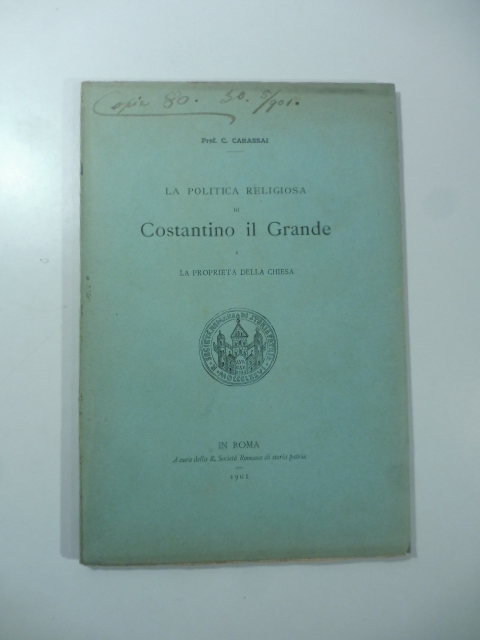 Copie 80. 30. 5/901.
Prof. C. CARASSAI
LA POLITICA RELIGIOSA
DI
Costantino il Grande
E
LA PROPRIETÀ DELLA CHIESA
IN ROMA
A cura della R. Società Romana di storia patria
1901